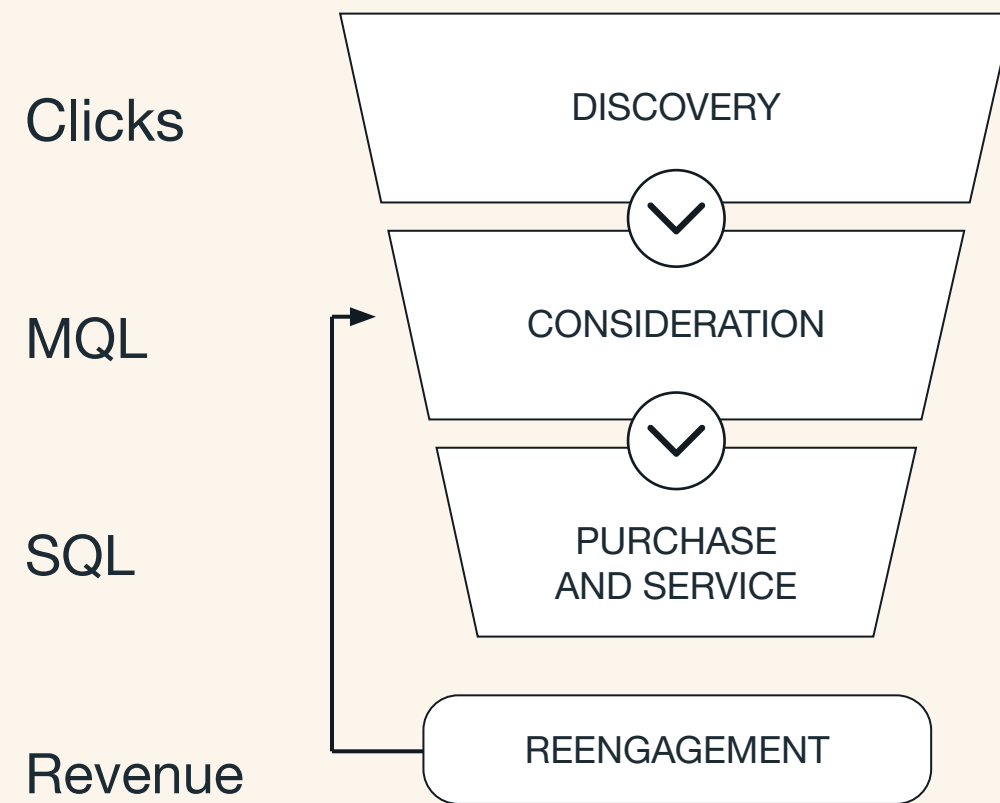 Clicks
DISCOVERY
MQL
CONSIDERATION
SQL
PURCHASE
AND SERVICE
Revenue
REENGAGEMENT